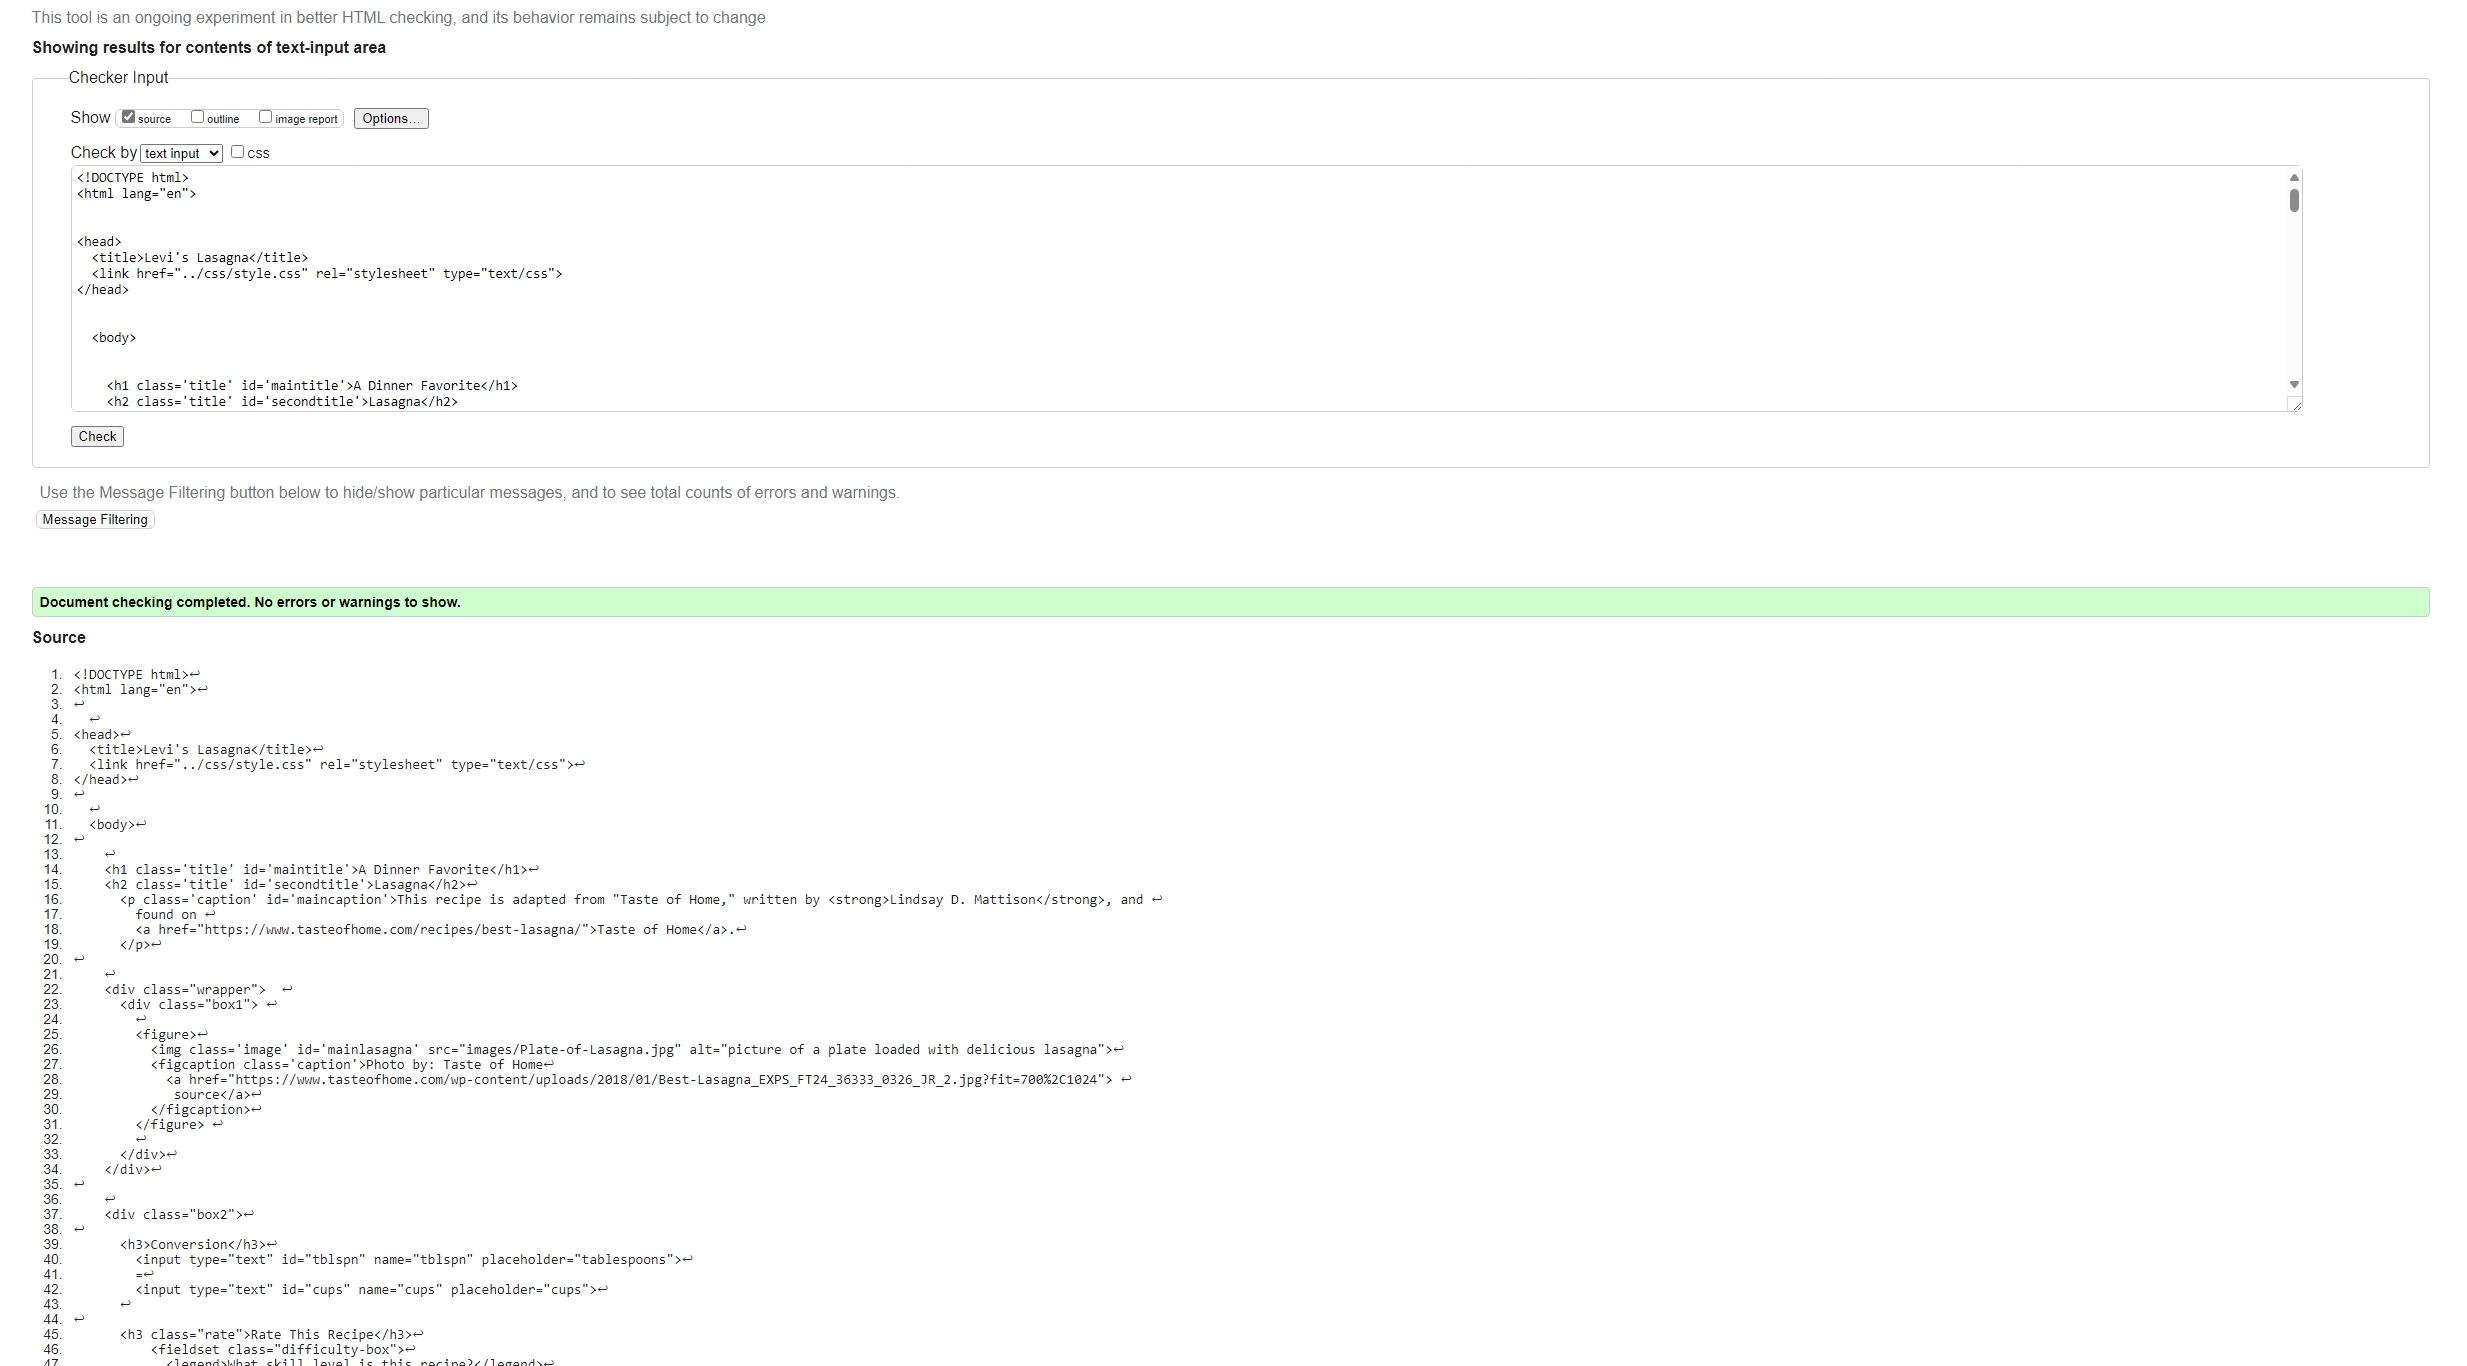 This tool is an ongoing experiment in better HTML checking, and its behavior remains subject to change
Showing results for contents of text-input area
Checker Input
Show source outline image report Options...
Check by text input css
<!DOCTYPE html>
<html lang="en">
<head>
<title>Levi's Lasagna</title>
<link href="../css/style.css" rel="stylesheet" type="text/css">
</head>
<body>
<h1 class='title' id='maintitle'>A Dinner Favorite</h1>
<h2 class='title' id='secondtitle'>Lasagna</h2>
Check
Use the Message Filtering button below to hide/show particular messages, and to see total counts of errors and warnings.
Message Filtering
Document checking completed. No errors or warnings to show.
Source
1. <!DOCTYPE html>↩
2. <html lang="en">↩
3. ↩
4. ↩
5. <head>↩
6. <title>Levi's Lasagna</title>↩
7. <link href="../css/style.css" rel="stylesheet" type="text/css">↩
8. </head>↩
9. ↩
10. ↩
11. <body>↩
12. ↩
13. ↩
14. <h1 class='title' id='maintitle'>A Dinner Favorite</h1>↩
15. <h2 class='title' id='secondtitle'>Lasagna</h2>↩
16. <p class='caption' id='maincaption'>This recipe is adapted from "Taste of Home," written by <strong>Lindsay D. Mattison</strong>, and ↩
17. found on ↩
18. <a href="https://www.tasteofhome.com/recipes/best-lasagna/">Taste of Home</a>.↩
19. </p>↩
20. ↩
21. ↩
22. <div class="wrapper"> ↩
23. <div class="box1"> ↩
24. ↩
25. <figure>↩
26. <img class='image' id='mainlasagna' src="images/Plate-of-Lasagna.jpg" alt="picture of a plate loaded with delicious lasagna">↩
27. <figcaption class='caption'>Photo by: Taste of Home↩
28. <a href="https://www.tasteofhome.com/wp-content/uploads/2018/01/Best-Lasagna_EXPS_FT24_36333_0326_JR_2.jpg?fit=700%2C1024"> ↩
29. source</a>↩
30. </figcaption>↩
31. </figure> ↩
32. ↩
33. </div>↩
34. </div>↩
35. ↩
36. ↩
37. <div class="box2">↩
38. ↩
39. <h3>Conversion</h3>↩
40. <input type="text" id="tblspn" name="tblspn" placeholder="tablespoons">↩
41. =↩
42. <input type="text" id="cups" name="cups" placeholder="cups">↩
43. ↩
44. ↩
45. <h3 class="rate">Rate This Recipe</h3>↩
46. <fieldset class="difficulty-box">↩
47. <legend>What skill level is this recipe?</legend>↩